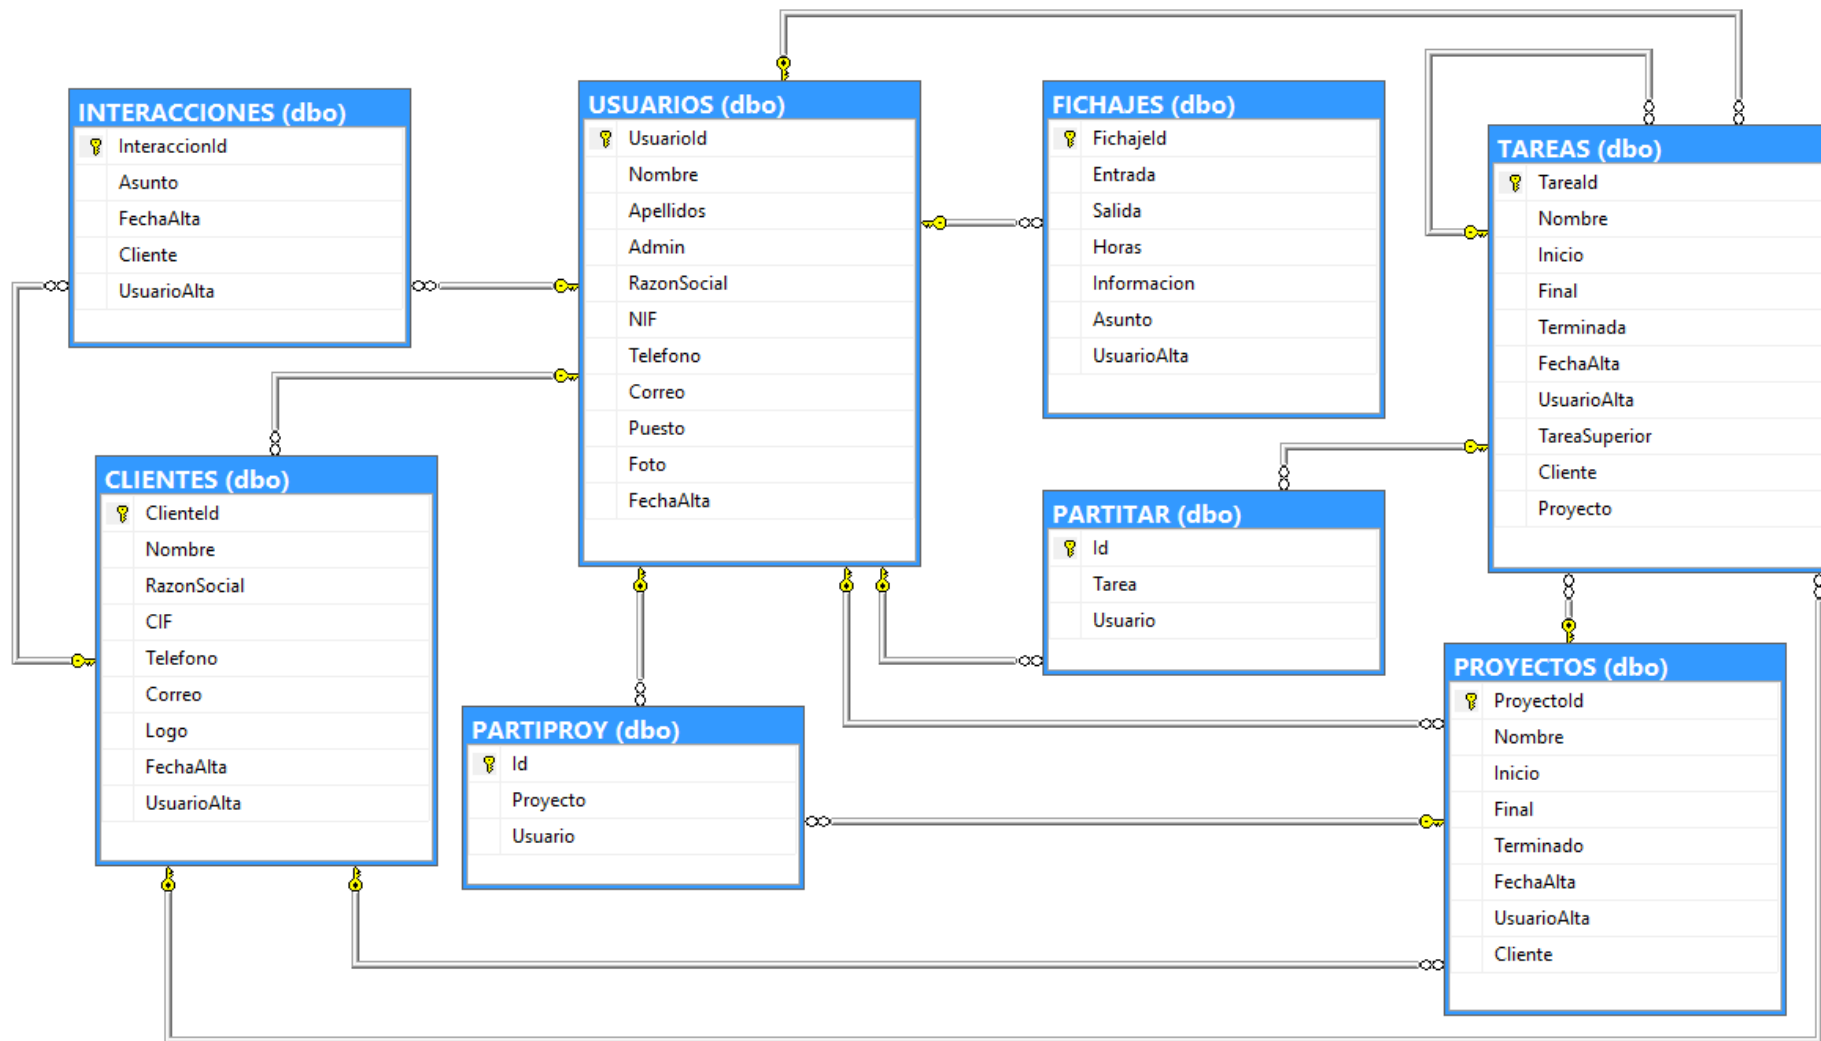 INTERACCIONES (dbo)
InteraccionId
Asunto
FechaAlta
Cliente
UsuarioAlta
USUARIOS (dbo)
UsuarioId
Nombre
Apellidos
Admin
RazonSocial
NIF
Telefono
Correo
Puesto
Foto
FechaAlta
FICHAJES (dbo)
FichajeId
Entrada
Salida
Horas
Informacion
Asunto
UsuarioAlta
TAREAS (dbo)
TareaId
Nombre
Inicio
Final
Terminada
FechaAlta
UsuarioAlta
TareaSuperior
Cliente
Proyecto
CLIENTES (dbo)
ClienteId
Nombre
RazonSocial
CIF
Telefono
Correo
Logo
FechaAlta
UsuarioAlta
PARTITAR (dbo)
Id
Tarea
Usuario
PARTIPROY (dbo)
Id
Proyecto
Usuario
PROYECTOS (dbo)
ProyectoId
Nombre
Inicio
Final
Terminado
FechaAlta
UsuarioAlta
Cliente